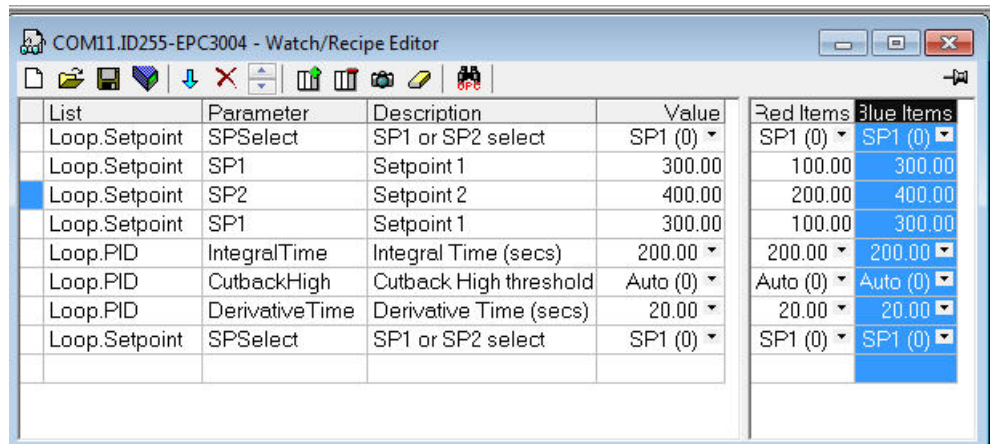 COM11.ID255-EPC3004 - Watch/Recipe Editor
OPC
List Parameter Description Value Red Items Blue Items
Loop.Setpoint SPSelect SP1 or SP2 select SP1 (0) SP1 (0) SP1 (0)
Loop.Setpoint SP1 Setpoint 1 300.00 100.00 300.00
Loop.Setpoint SP2 Setpoint 2 400.00 200.00 400.00
Loop.Setpoint SP1 Setpoint 1 300.00 100.00 300.00
Loop.PID IntegralTime Integral Time (secs) 200.00 200.00 200.00
Loop.PID CutbackHigh Cutback High threshold Auto (0) Auto (0) Auto (0)
Loop.PID DerivativeTime Derivative Time (secs) 20.00 20.00 20.00
Loop.Setpoint SPSelect SP1 or SP2 select SP1 (0) SP1 (0) SP1 (0)